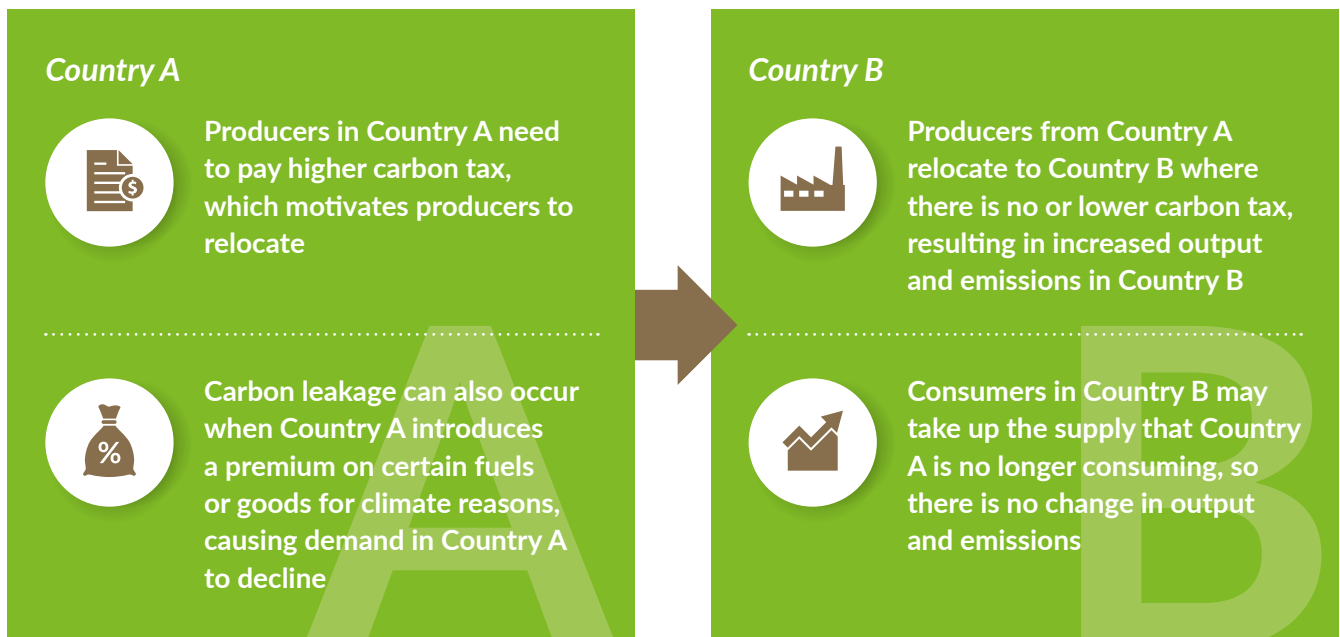 Country A
Producers in Country A need
to pay higher carbon tax,
which motivates producers to
relocate
$
Carbon leakage can also occur
when Country A introduces
a premium on certain fuels
or goods for climate reasons,
causing demand in Country A
to decline
%
A
Country B
Producers from Country A
relocate to Country B where
there is no or lower carbon tax,
resulting in increased output
and emissions in Country B
Consumers in Country B may
take up the supply that Country
A is no longer consuming, so
there is no change in output
and emissions
B